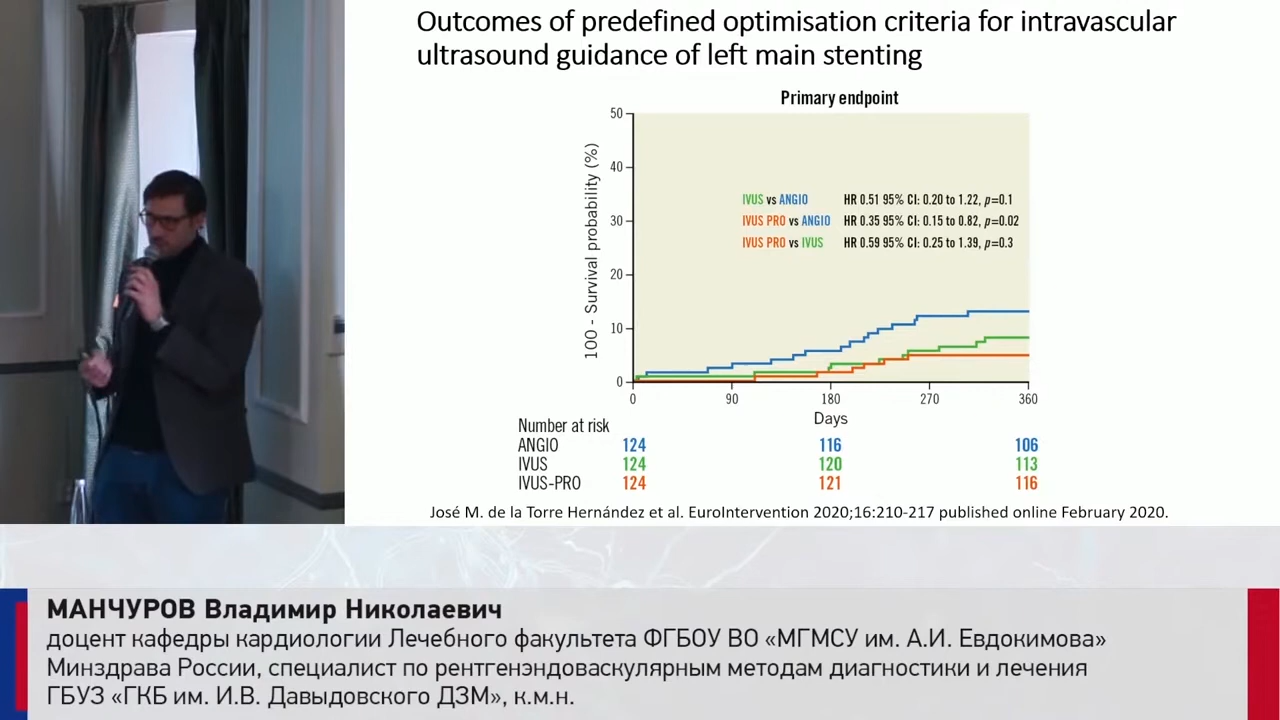 Outcomes of predefined optimisation criteria for intravascular
ultrasound guidance of left main stenting
Primary endpoint
100 - Survival probability (%)
50
40
30
20
10
0
IVUS vs ANGIO HR 0.51 95% CI: 0.20 to 1.22, p=0.1
IVUS PRO vs ANGIO HR 0.35 95% CI: 0.15 to 0.82, p=0.02
IVUS PRO vs IVUS HR 0.59 95% CI: 0.25 to 1.39, p=0.3
0 90 180 270 360
Days
Number at risk
ANGIO 124 116 106
IVUS 124 120 113
IVUS-PRO 124 121 116
José M. de la Torre Hernández et al. EuroIntervention 2020;16:210-217 published online February 2020.
МАНЧУРОВ Владимир Николаевич
доцент кафедры кардиологии Лечебного факультета ФГБОУ ВО «МГМСУ им. А.И. Евдокимова»
Минздрава России, специалист по рентгенэндоваскулярным методам диагностики и лечения
ГБУЗ «ГКБ им. И.В. Давыдовского ДЗМ», к.м.н.